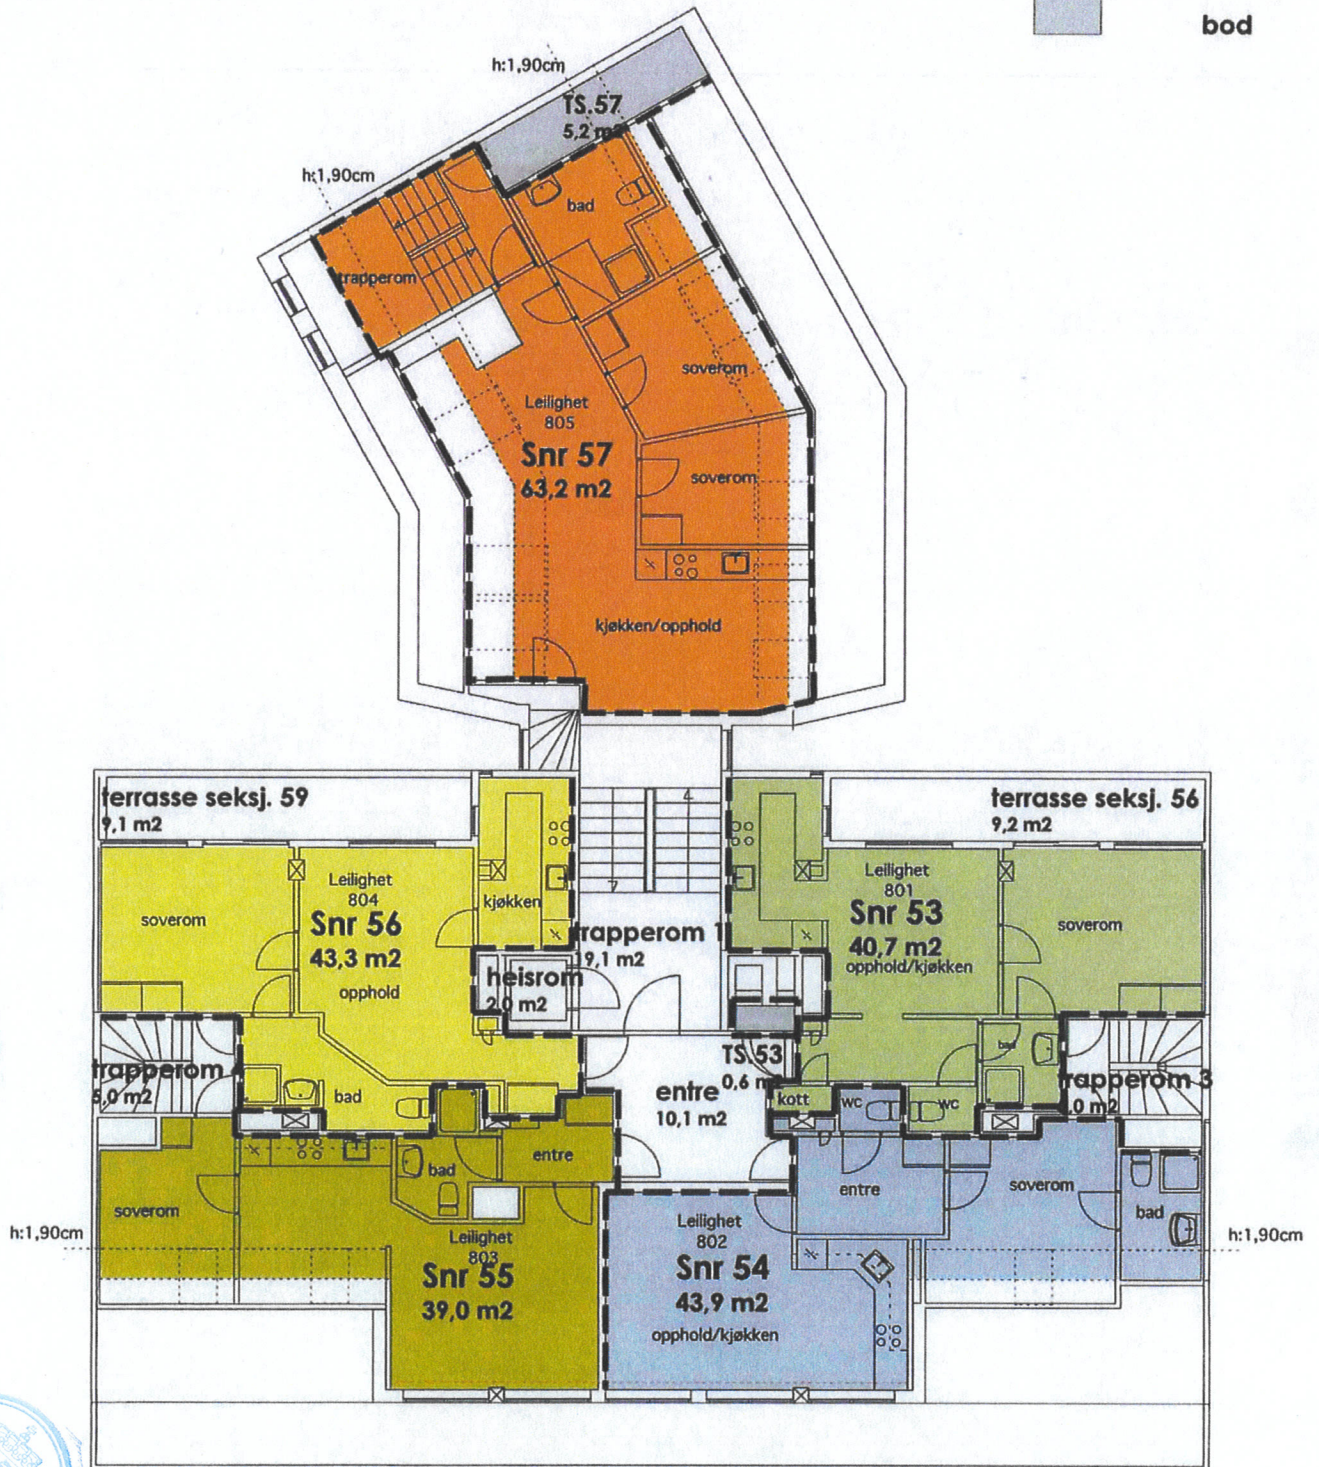 bod
h:1,90cm
TS.57
5,2 m2
h:1,90cm
bad
trapperom
soverom
Leilighet
805
Snr 57
63,2 m2
soverom
kjøkken/opphold
terrasse seksj. 59
9,1 m2
4
terrasse seksj. 56
9,2 m2
Leilighet
804
Snr 56
43,3 m2
opphold
soverom
kjøkken
7
trapperom 1
19,1 m2
heisrom
2,0 m2
Leilighet
801
Snr 53
40,7 m2
opphold/kjøkken
soverom
trapperom
5,0 m2
bad
TS.53
0,6 m2
entre
10,1 m2
kott
wc
wc
bad
trapperom 3
,0 m2
soverom
bad
entre
Leilighet
803
Snr 55
39,0 m2
Leilighet
802
Snr 54
43,9 m2
opphold/kjøkken
entre
soverom
bad
h:1,90cm
h:1,90cm